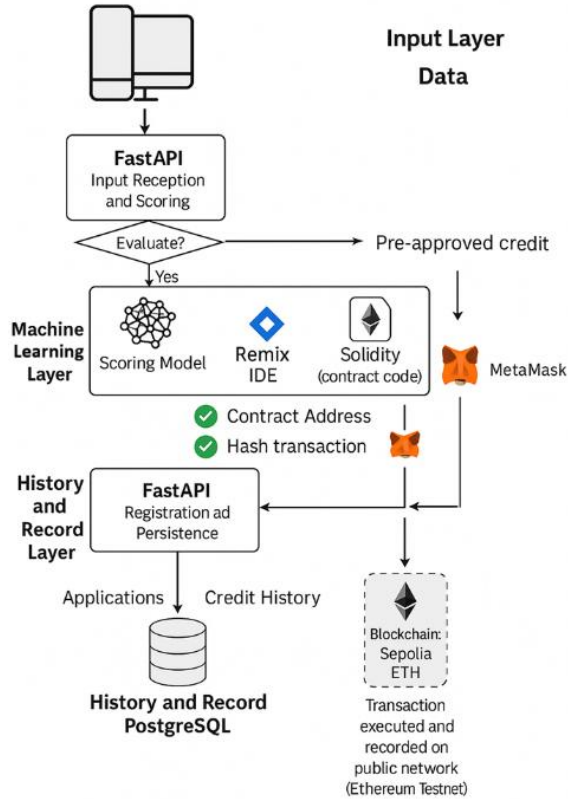 Input Layer
Data
FastAPI
Input Reception
and Scoring
Evaluate?
Pre-approved credit
Yes
Machine
Learning
Layer
Scoring Model
Remix
IDE
Solidity
(contract code)
MetaMask
Contract Address
Hash transaction
History
and
Record
Layer
FastAPI
Registration ad
Persistence
Applications
Credit History
History and Record
PostgreSQL
Blockchain:
Sepolia
ETH
Transaction
executed and
recorded on
public network
(Ethereum Testnet)